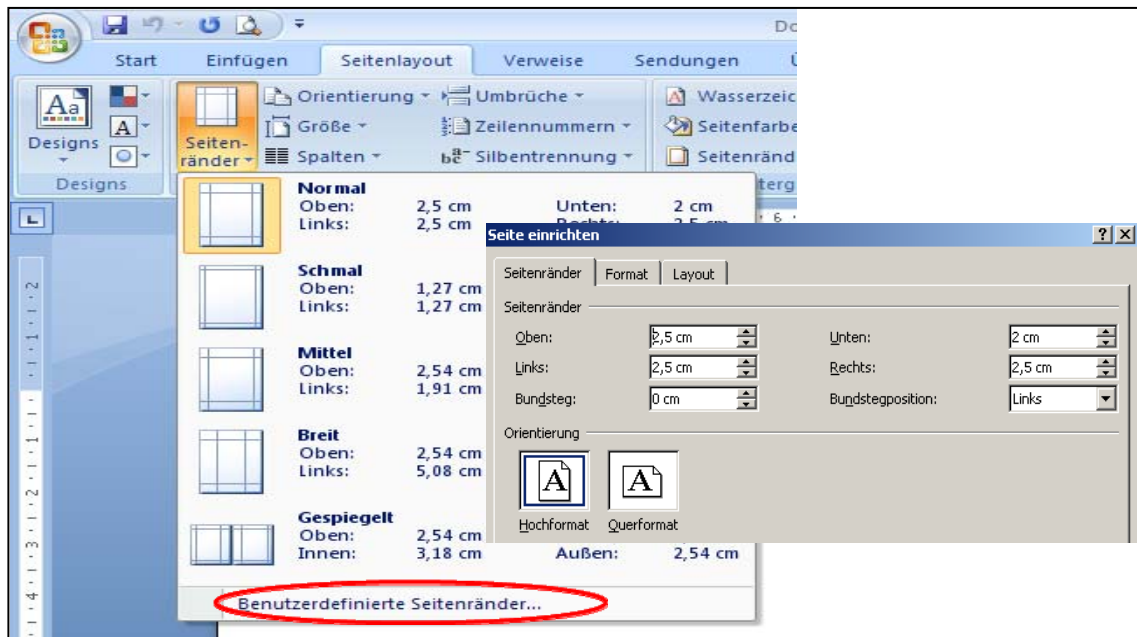 Start Einfügen Seitenlayout Verweise Sendungen
Aa Orientierung Umbrüche
A Größe Zeilennummern
Designs Seiten-
ränder Spalten Silbentrennung
Designs
Normal
Oben: 2,5 cm Unten: 2 cm
Links: 2,5 cm
Schmal
Oben: 1,27 cm
Links: 1,27 cm
Mittel
Oben: 2,54 cm
Links: 1,91 cm
Breit
Oben: 2,54 cm
Links: 5,08 cm
Gespiegelt
Oben: 2,54 cm
Innen: 3,18 cm Außen: 2,54 cm
Benutzerdefinierte Seitenränder...
Seite einrichten
Seitenränder Format Layout
Seitenränder
Oben: 2,5 cm Unten: 2 cm
Links: 2,5 cm Rechts: 2,5 cm
Bundsteg: 0 cm Bundstegposition: Links
Orientierung
A A
Hochformat Querformat